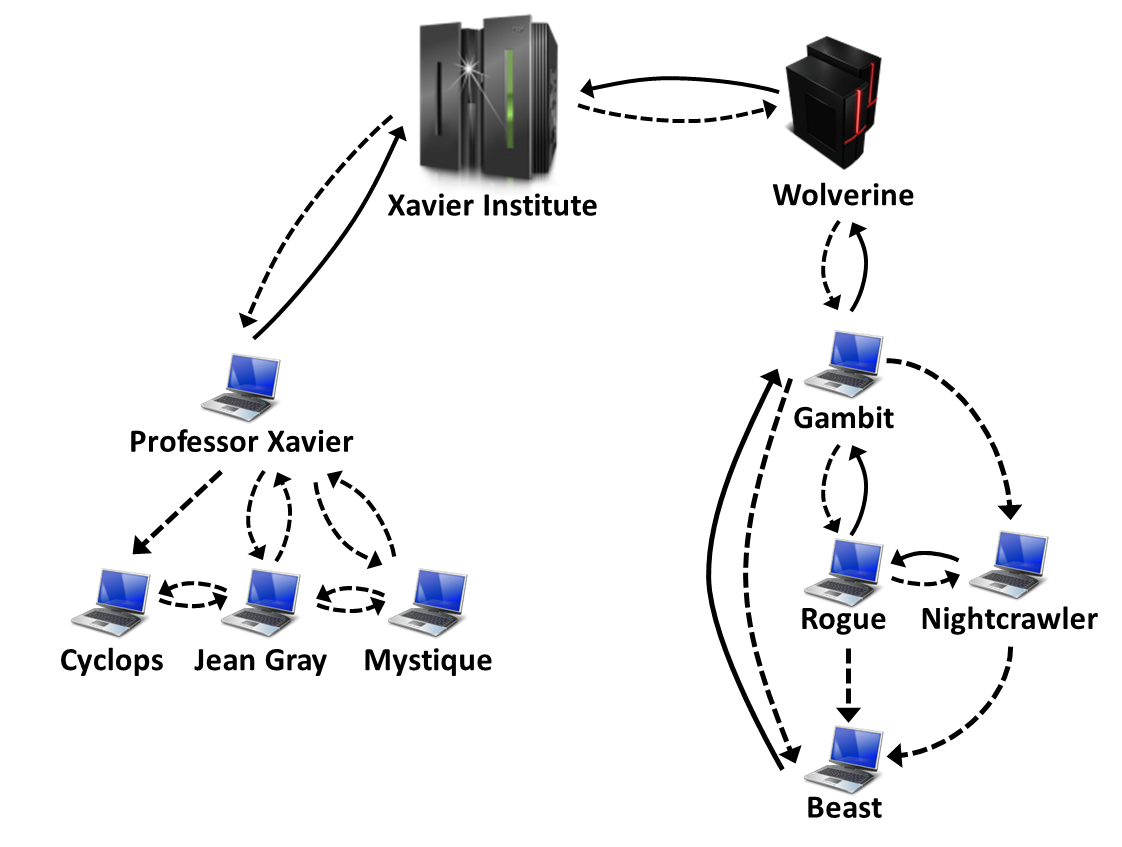 Xavier Institute
Wolverine
Professor Xavier
Gambit
Cyclops
Jean Gray
Mystique
Rogue
Nightcrawler
Beast